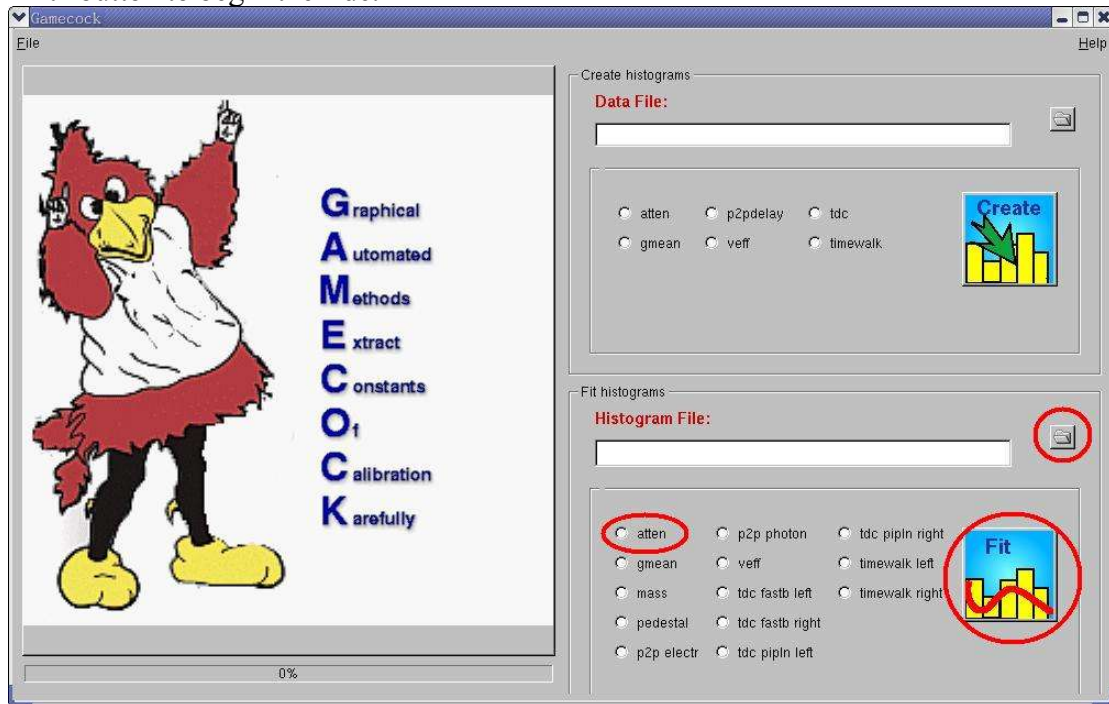 Gamecock
File
Help
Graphical
Automated
Methods
Extract
Constants
Of
Calibration
Karefully
0%
Create histograms
Data File:
atten p2pdelay tdc
gmean veff timewalk
Create
Fit histograms
Histogram File:
atten p2p photon tdc pipln right
gmean veff timewalk left
mass tdc fastb left timewalk right
pedestal tdc fastb right
p2p electr tdc pipln left
Fit